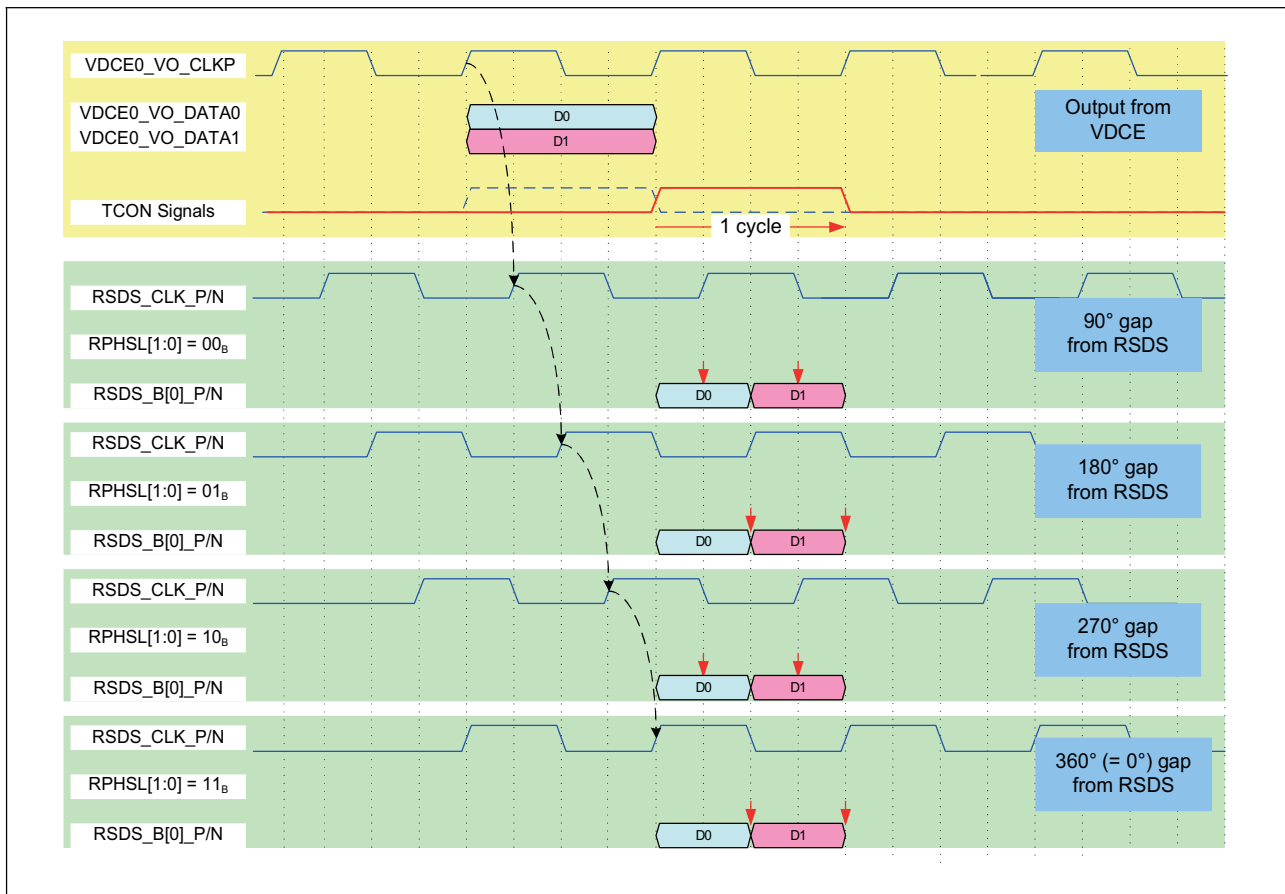 VDCE0_VO_CLKP
VDCE0_VO_DATA0
VDCE0_VO_DATA1
D0
D1
Output from
VDCE
TCON Signals
1 cycle
RSDS_CLK_P/N
RPHSL[1:0] = 00B
RSDS_B[0]_P/N
D0 D1
90° gap
from RSDS
RSDS_CLK_P/N
RPHSL[1:0] = 01B
RSDS_B[0]_P/N
D0 D1
180° gap
from RSDS
RSDS_CLK_P/N
RPHSL[1:0] = 10B
RSDS_B[0]_P/N
D0 D1
270° gap
from RSDS
RSDS_CLK_P/N
RPHSL[1:0] = 11B
RSDS_B[0]_P/N
D0 D1
360° (= 0°) gap
from RSDS